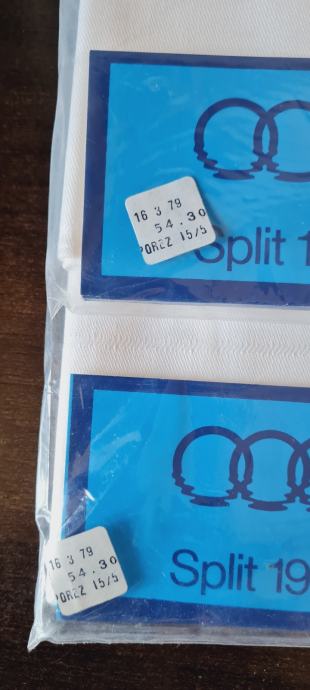 16 3 79
54.30
POREZ 15/5
Split 1
16 3 79
54.30
POREZ 15/5
Split 19